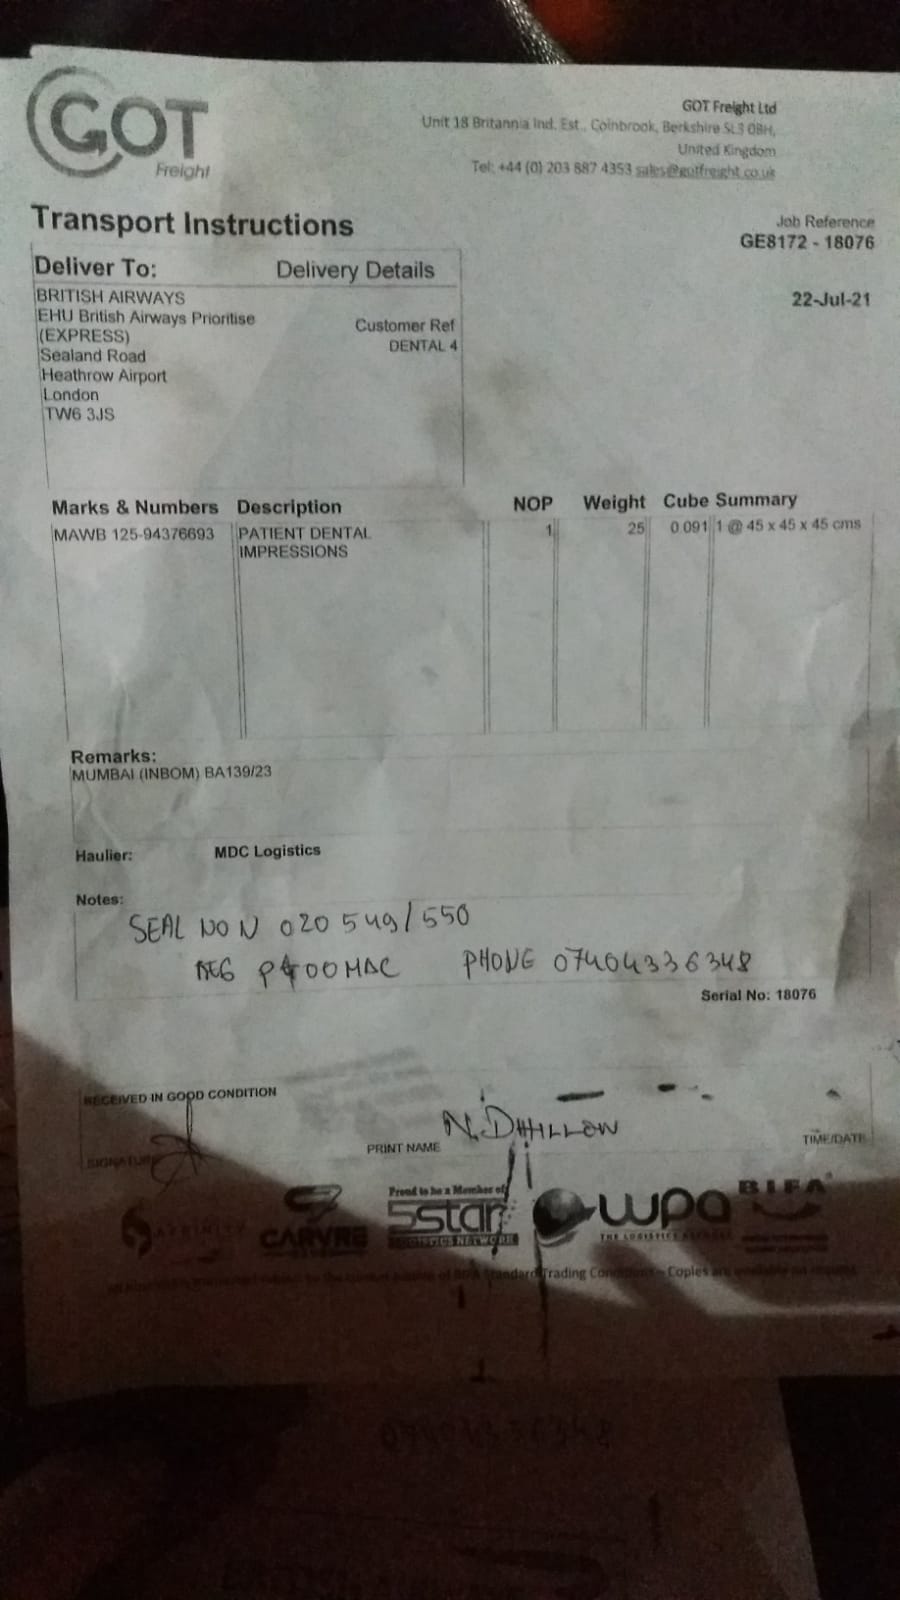 GOT
Freight
GOT Freight Ltd
Unit 18 Britannia Ind. Est., Coinbrook, Berkshire SL3 0BH,
United Kingdom
Tel: +44 (0) 203 887 4353 sales@gotfreight.co.uk
Transport Instructions
Job Reference
GE8172 - 18076
22-Jul-21
Deliver To: Delivery Details
BRITISH AIRWAYS
EHU British Airways Prioritise
(EXPRESS)
Sealand Road
Heathrow Airport
London
TW6 3JS
Customer Ref
DENTAL 4
Marks & Numbers Description NOP Weight Cube Summary
MAWB 125-94376693 PATIENT DENTAL 1 25 0.091 1 @ 45 x 45 x 45 cms
IMPRESSIONS
Remarks:
MUMBAI (INBOM) BA139/23
Haulier: MDC Logistics
Notes:
SEAL NO N 020 549/550
REG P400MAC PHONE 07404336348
Serial No: 18076
RECEIVED IN GOOD CONDITION
N. DHILLON
SIGNATURE PRINT NAME TIME/DATE
Proud to be a Member of
5star
LOGISTICS NETWORK
CARVRE
wpa
THE LOGISTICS NETWORK
BIFA
Standard Trading Conditions - Copies are available on request